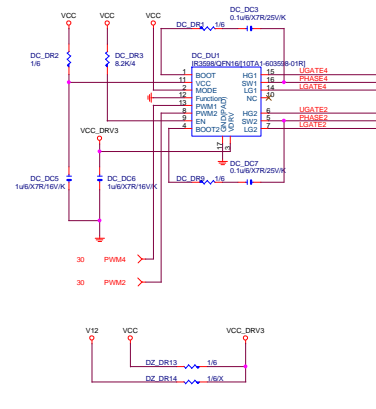 VCC VCC VCC
DC_DC3
0.1u/6/X7R/25V/K
DC_DR1 1/6
DC_DU1
IR3598/QFN16/[10TA1-603598-01R]
DC_DR2
1/6
DC_DR3
8.2K/4
1 BOOT HG1 15 UGATE4
11 VCC SW1 16 PHASE4
2 MODE LG1 14 LGATE4
12 Function NC 10
13 PWM1
8 PWM2 HG2 6 UGATE2
9 EN SW2 5 PHASE2
4 BOOT2 LG2 7 LGATE2
GND(PAD) VDRV
17 3
VCC_DRV3
DC_DC7
0.1u/6/X7R/25V/K
DC_DR9 1/6
DC_DC5
1u/6/X7R/16V/K
DC_DC6
1u/6/X7R/16V/K
30 PWM4
30 PWM2
V12 VCC VCC_DRV3
DZ_DR13 1/6
DZ_DR14 1/6/X